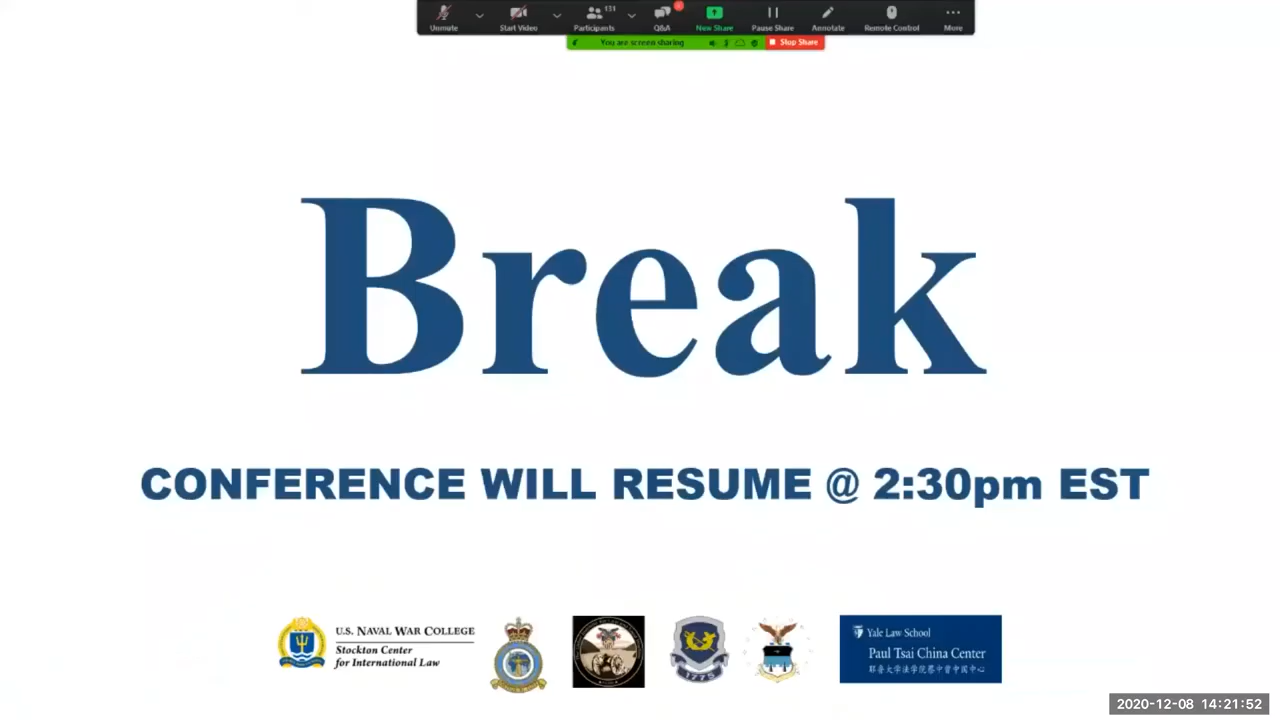 131
Unmute
Start Video
Participants
Q&A
New Share
Pause Share
Annotate
Remote Control
More
You are screen sharing
Stop Share
Break
CONFERENCE WILL RESUME @ 2:30pm EST
U.S. NAVAL WAR COLLEGE
Stockton Center
for International Law
1775
Yale Law School
Paul Tsai China Center
耶鲁大学法学院蔡中曾中国中心
2020-12-08 14:21:52